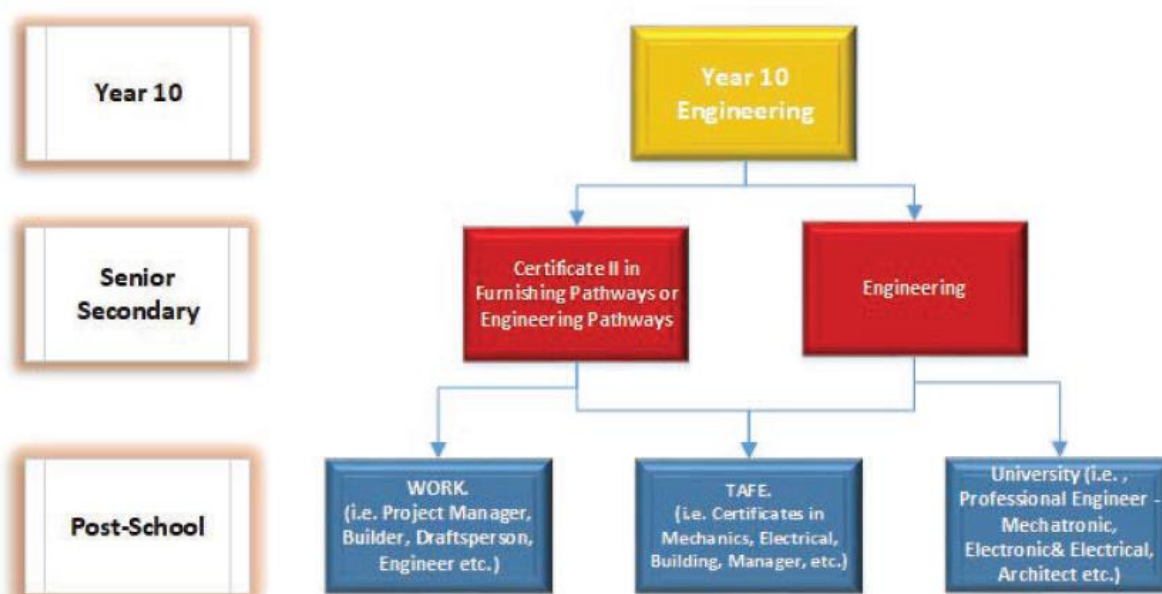 Year 10
Year 10
Engineering
Senior
Secondary
Certificate II in
Furnishing Pathways or
Engineering Pathways
Engineering
Post-School
WORK.
(i.e. Project Manager,
Builder, Draftsperson,
Engineer etc.)
TAFE.
(i.e. Certificates in
Mechanics, Electrical,
Building, Manager, etc.)
University (i.e. ,
Professional Engineer -
Mechatronic,
Electronic& Electrical,
Architect etc.)